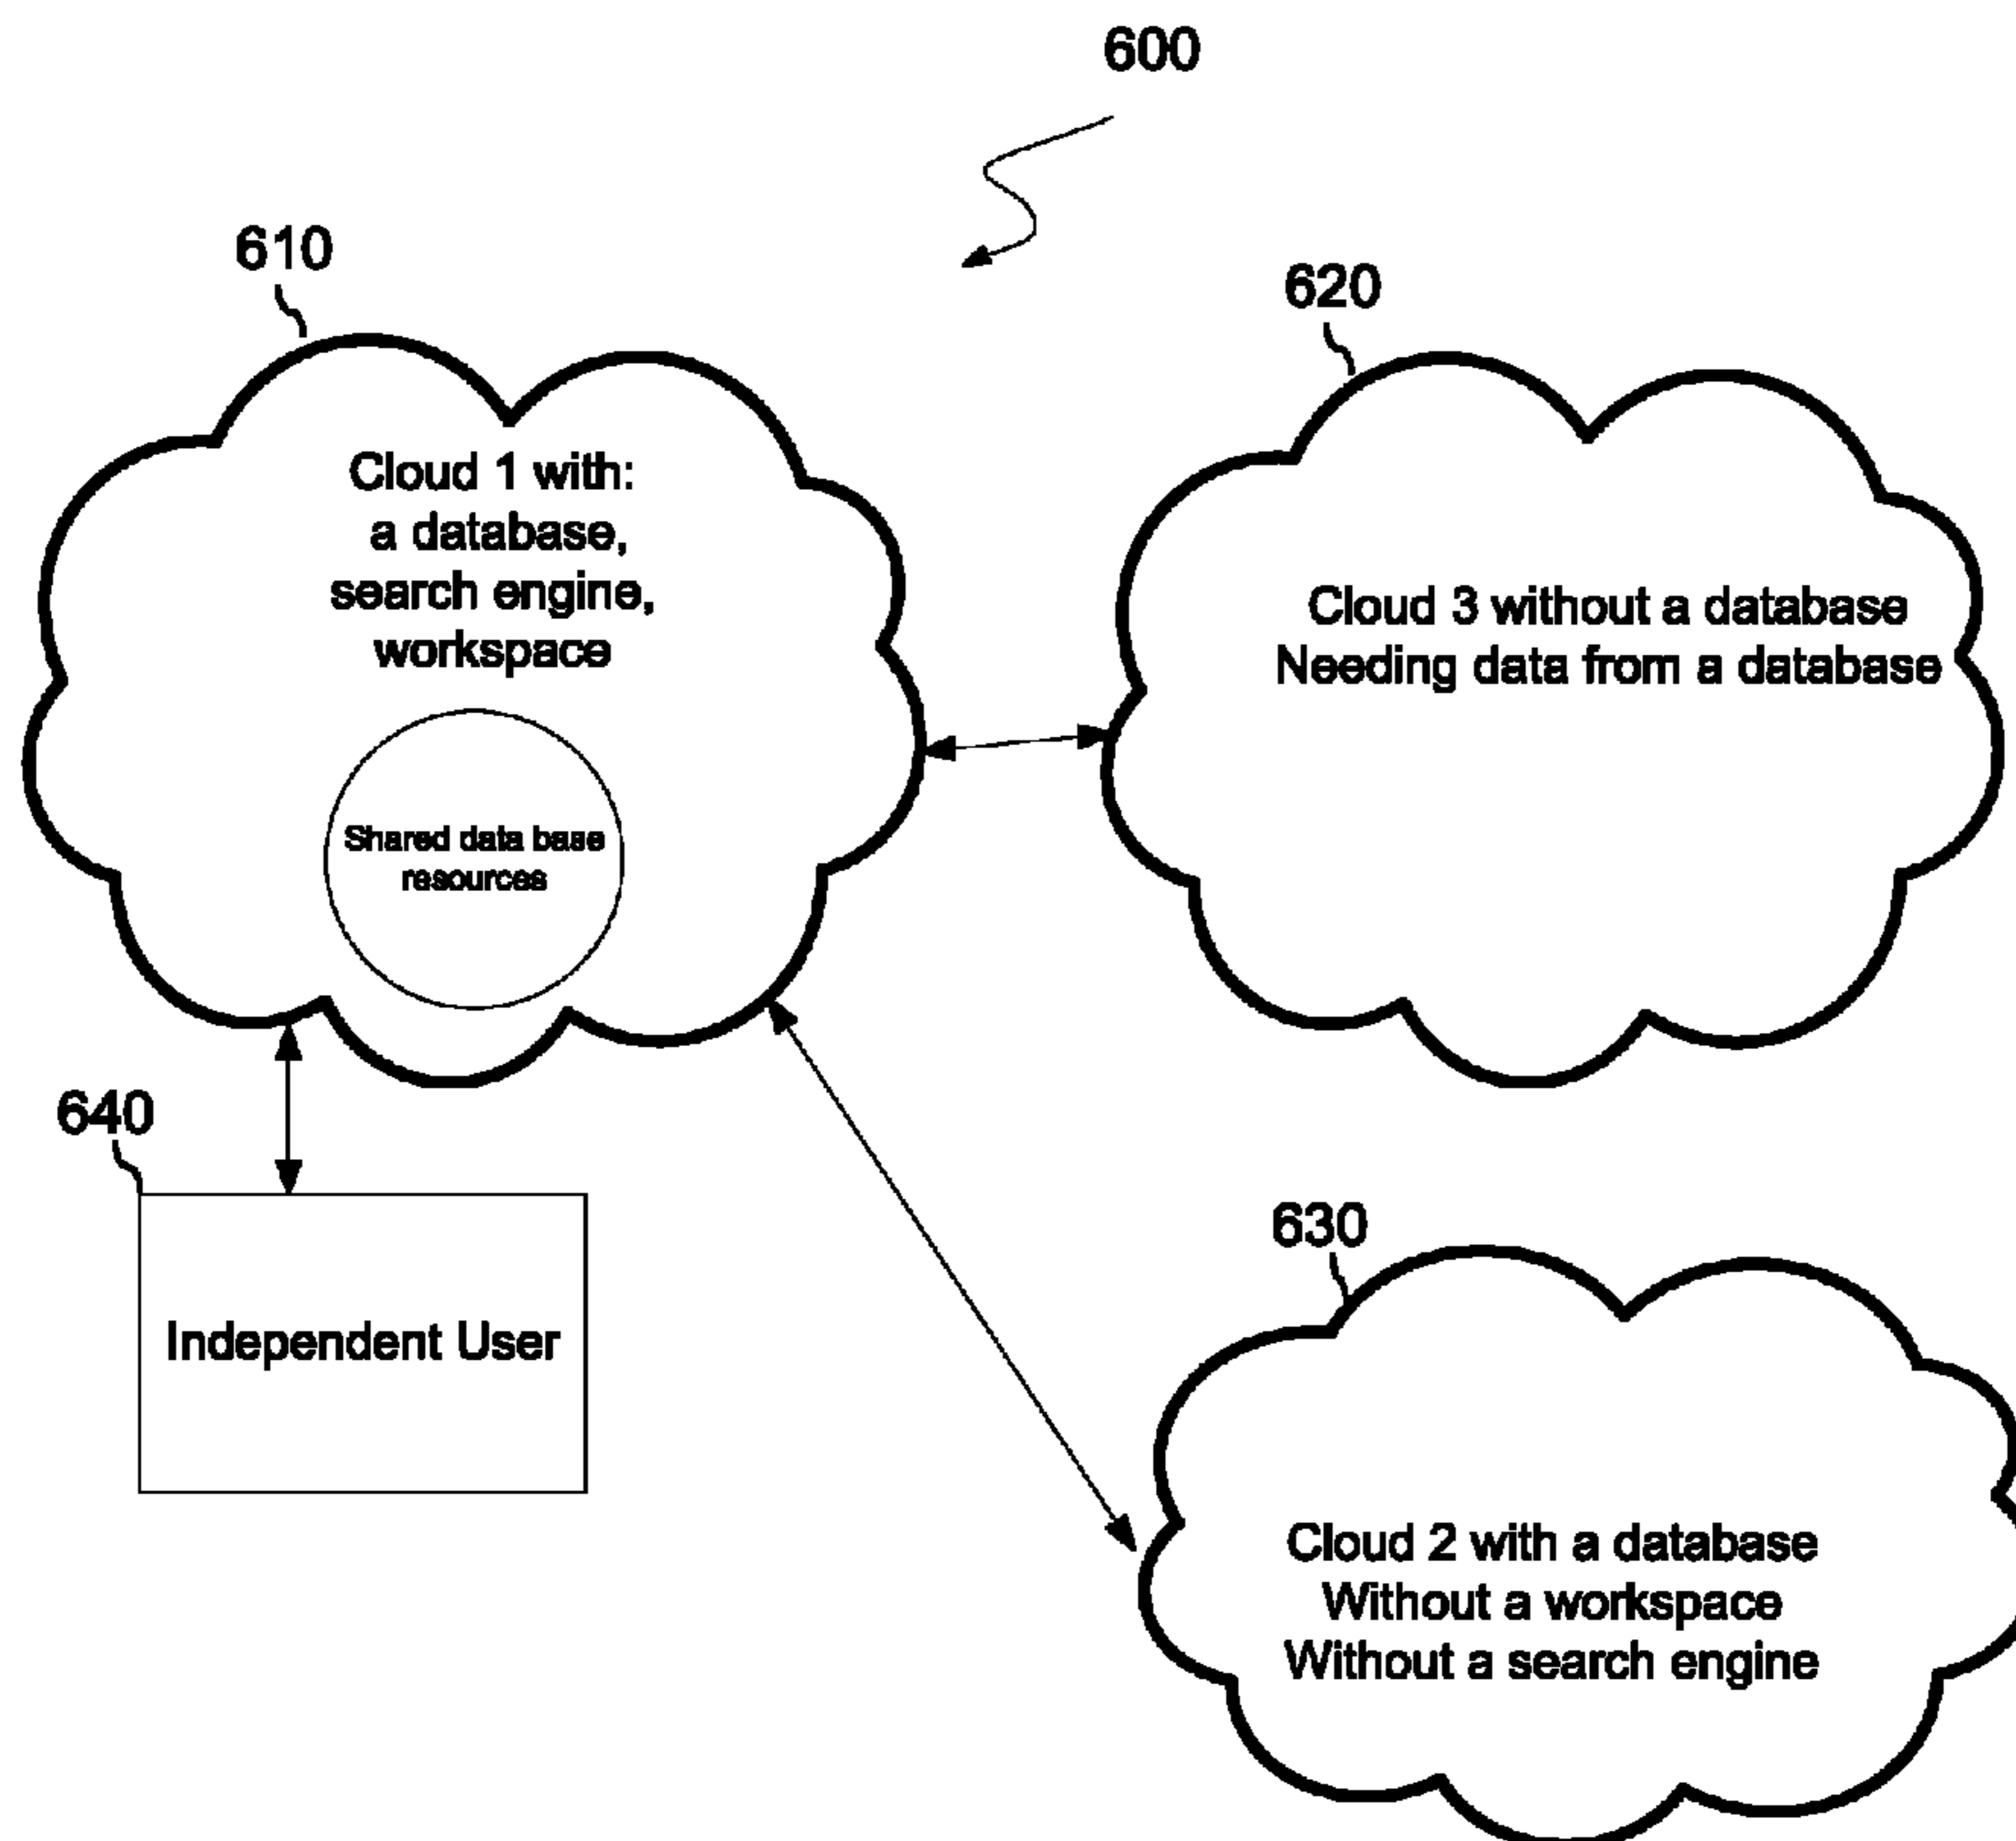 600
610
620
Cloud 1 with:
a database,
search engine,
workspace
Cloud 3 without a database
Needing data from a database
Shared data base
resources
640
630
Independent User
Cloud 2 with a database
Without a workspace
Without a search engine